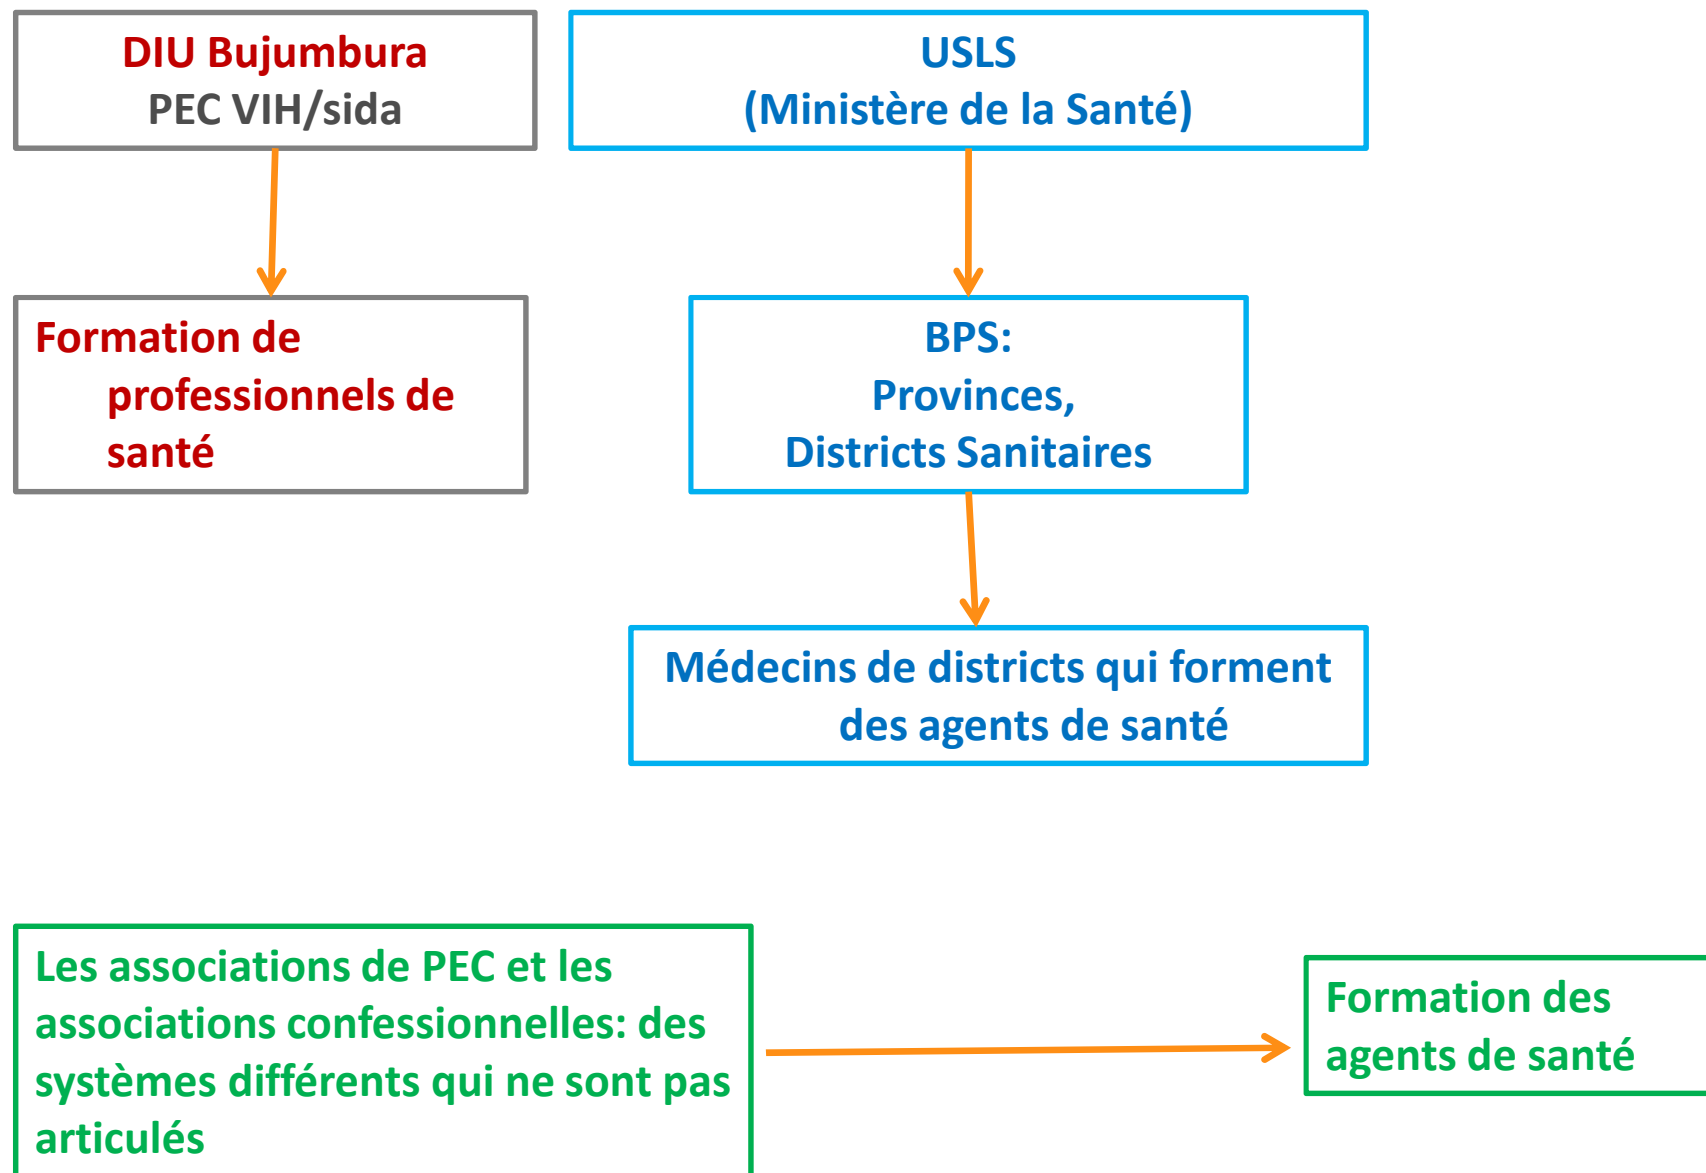 DIU Bujumbura
PEC VIH/sida
USLS
(Ministère de la Santé)
Formation de
professionnels de
santé
BPS:
Provinces,
Districts Sanitaires
Médecins de districts qui forment
des agents de santé
Les associations de PEC et les
associations confessionnelles: des
systèmes différents qui ne sont pas
articulés
Formation des
agents de santé